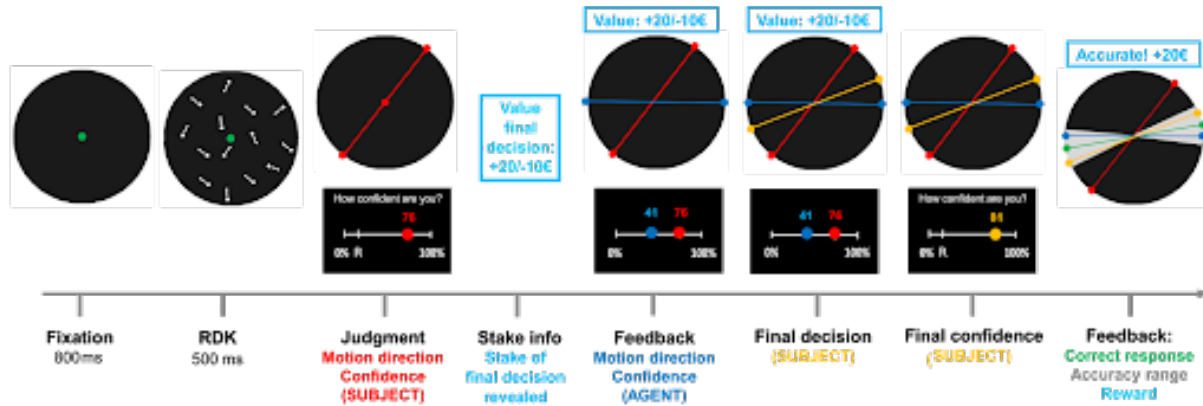 Value: +20/-10€
Value: +20/-10€
Accurate! +20€
Value
final
decision:
+20/-10€
How confident are you?
76
0% R 100%
41 76
0% 100%
41 76
0% 100%
How confident are you?
81
0% R 100%
Fixation
800ms
RDK
500 ms
Judgment
Motion direction
Confidence
(SUBJECT)
Stake info
Stake of
final decision
revealed
Feedback
Motion direction
Confidence
(AGENT)
Final decision
(SUBJECT)
Final confidence
(SUBJECT)
Feedback:
Correct response
Accuracy range
Reward